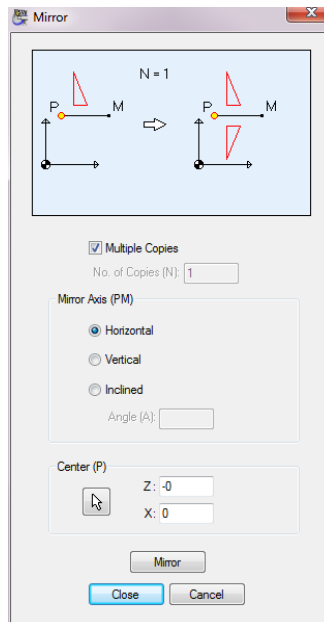 Mirror
N = 1
P M P M
Multiple Copies
No. of Copies (N): 1
Mirror Axis (PM)
Horizontal
Vertical
Inclined
Angle (A):
Center (P)
Z: -0
X: 0
Mirror
Close Cancel